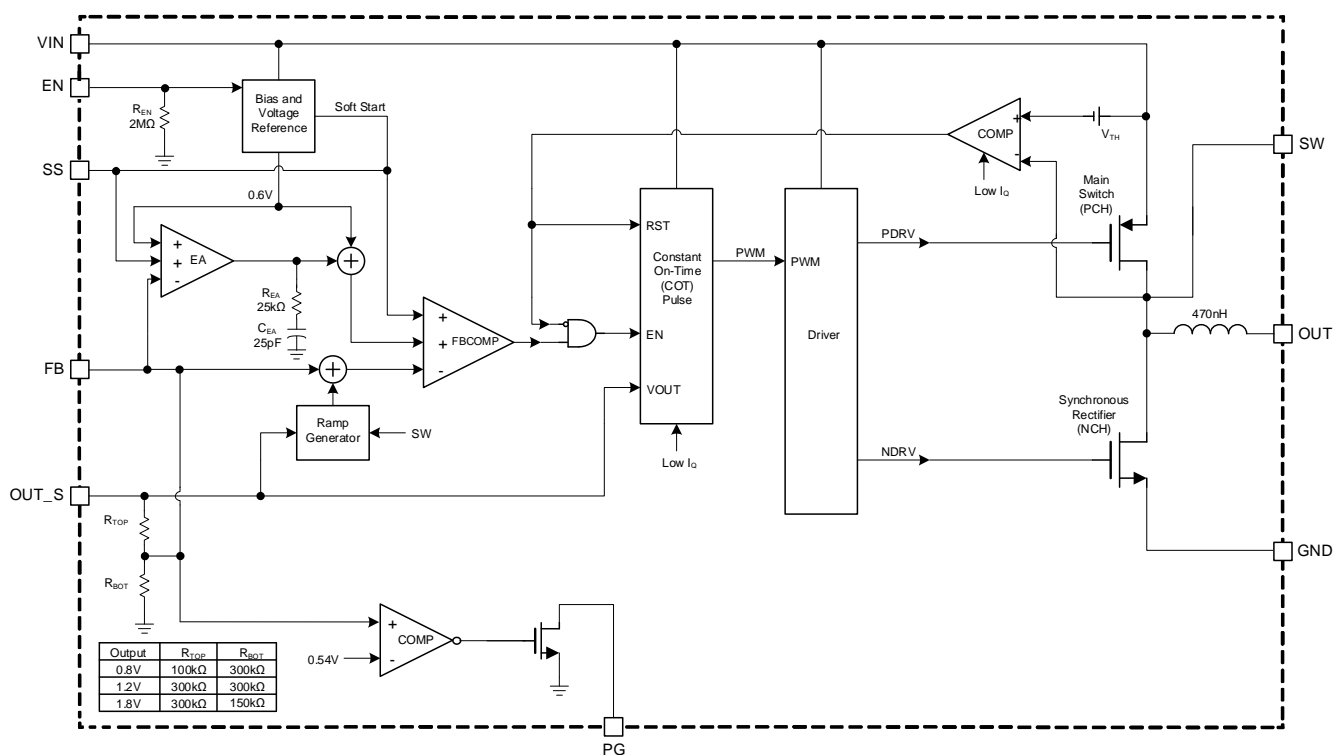 VIN
EN
R_EN
2MΩ
Bias and
Voltage
Reference
Soft Start
SS
0.6V
+
+
-
EA
+
R_EA
25kΩ
C_EA
25pF
+
+
-
FBCOMP
FB
+
Ramp
Generator
SW
OUT_S
R_TOP
R_BOT
RST
Constant
On-Time
(COT)
Pulse
EN
VOUT
Low I_Q
PWM
PWM
Driver
PDRV
NDRV
COMP
+
-
Low I_Q
V_TH
Main
Switch
(PCH)
SW
470nH
OUT
Synchronous
Rectifier
(NCH)
GND
+
-
COMP
0.54V
PG
Output R_TOP R_BOT
0.8V 100kΩ 300kΩ
1.2V 300kΩ 300kΩ
1.8V 300kΩ 150kΩ